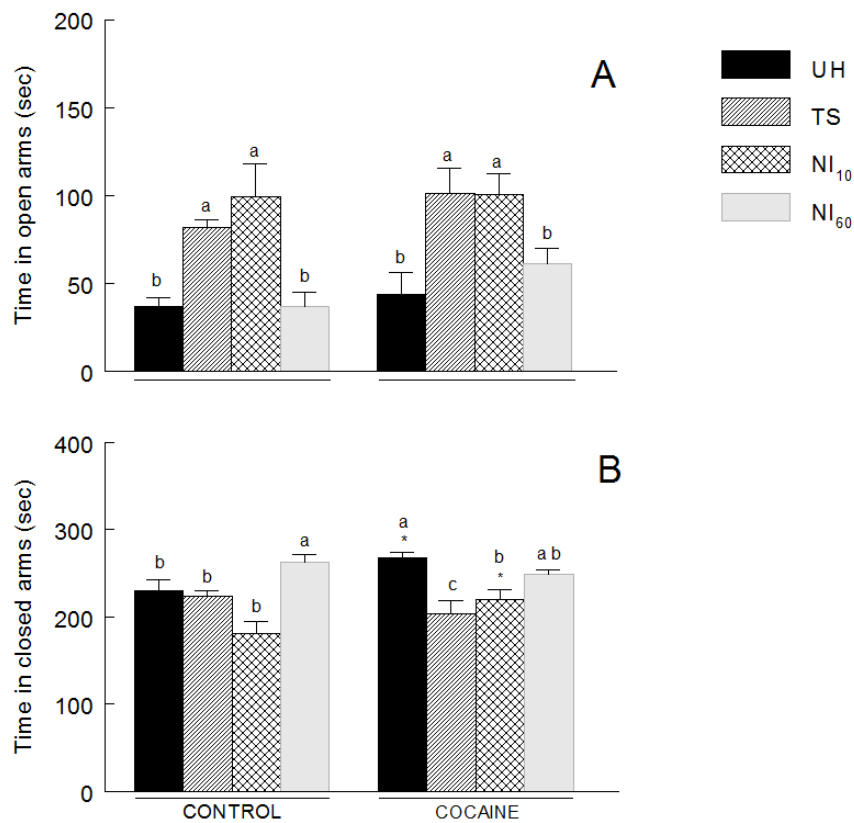 Time in open arms (sec)
200
150
100
50
0
A
b
a
a
b
b
a
a
b
UH
TS
NI10
NI60
Time in closed arms (sec)
400
300
200
100
0
B
b
b
b
a
a
*
c
b
*
a b
CONTROL
COCAINE